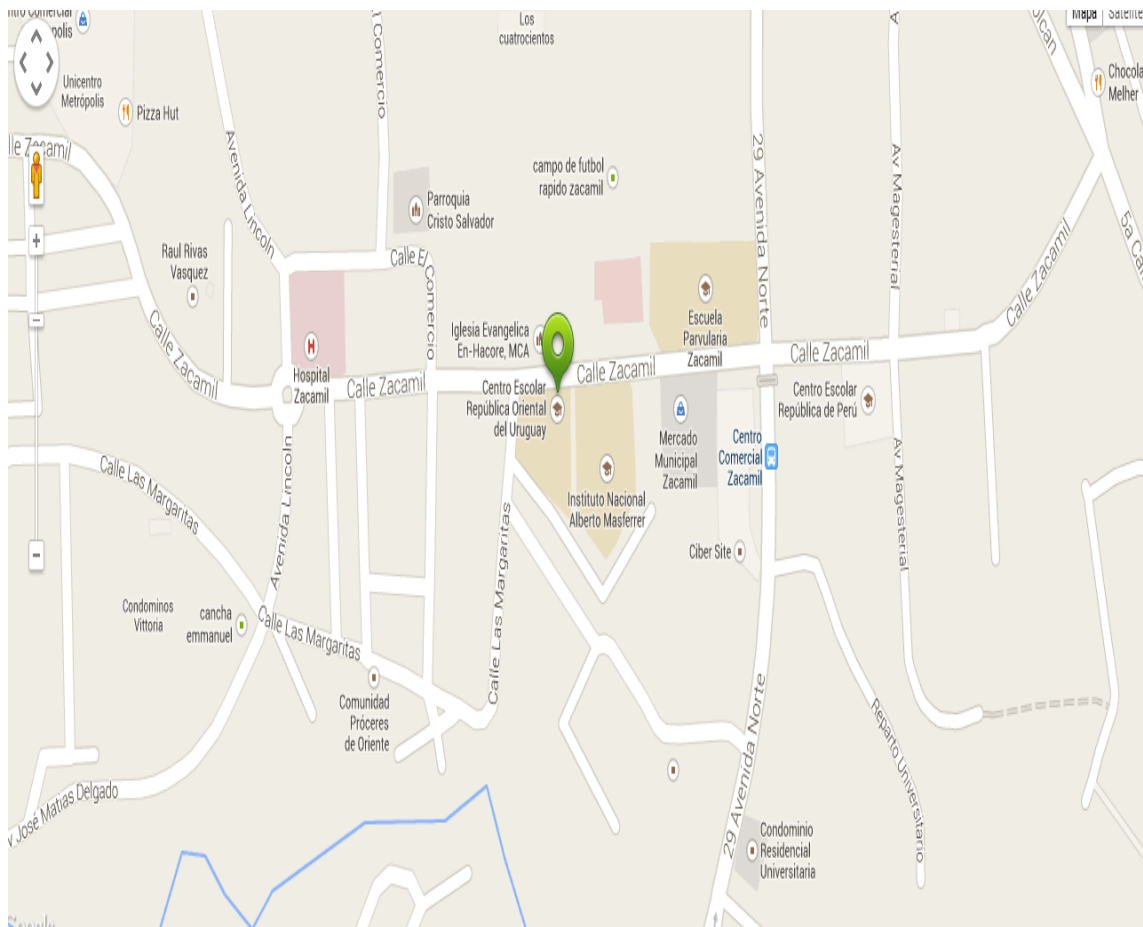 Centro Comercial
Mapa
Satélite
Los
cuatrocientos
Comercio
Unicentro
Metrópolis
Pizza Hut
Chocola
Melher
Calle Zacamil
Avenida Lincoln
campo de futbol
rapido zacamil
29 Avenida Norte
Av Magesterial
Parroquia
Cristo Salvador
5a Ca
Raul Rivas
Vasquez
Calle El Comercio
Calle Zacamil
Calle Zacamil
Iglesia Evangelica
En-Hacore, MCA
Escuela
Parvularia
Zacamil
Hospital
Zacamil
Calle Zacamil
Calle Zacamil
Calle Zacamil
Centro Escolar
República Oriental
del Uruguay
Centro Escolar
República de Perú
Mercado
Municipal
Zacamil
Centro
Comercial
Zacamil
Calle Las Margaritas
Avenida Lincoln
Instituto Nacional
Alberto Masferrer
Av Magesterial
Calle Las Margaritas
Ciber Site
Condominos
Vittoria
cancha
emmanuel
Calle Las Margaritas
Comunidad
Próceres
de Oriente
29 Avenida Norte
Reparto Universitario
v José Matias Delgado
Condominio
Residencial
Universitaria